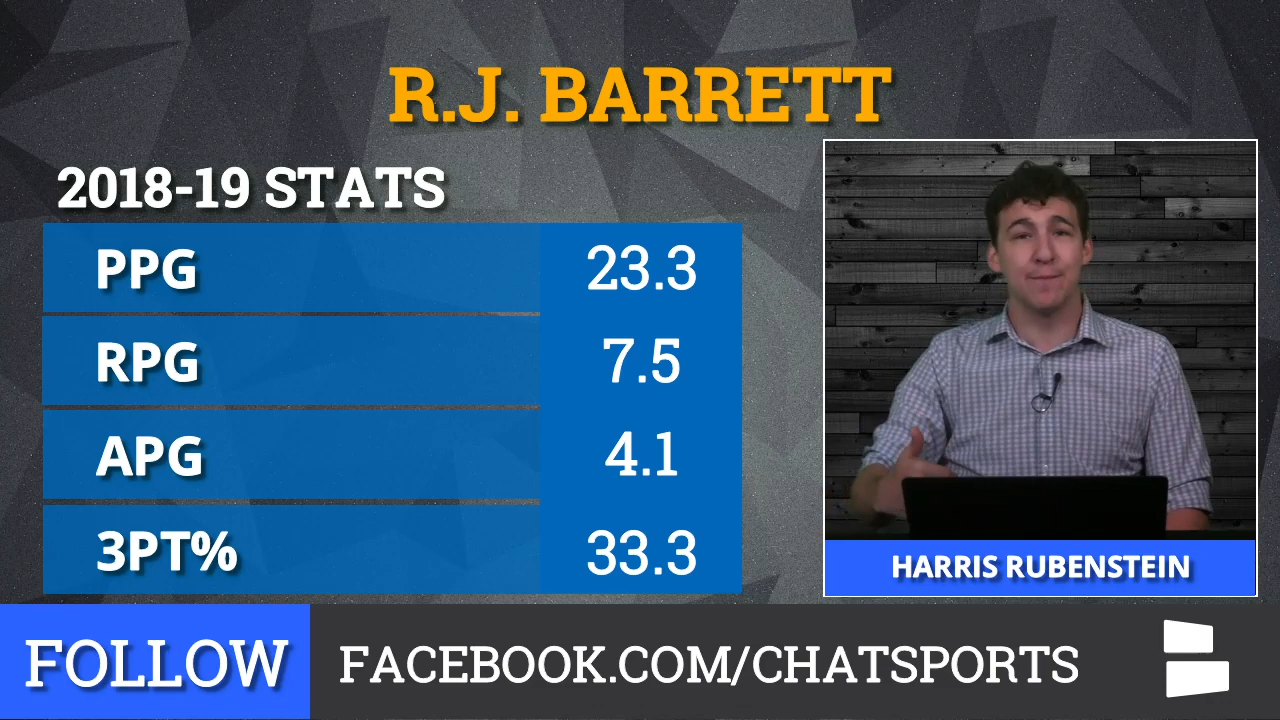 R.J. BARRETT
2018-19 STATS
PPG 23.3
RPG 7.5
APG 4.1
3PT% 33.3
HARRIS RUBENSTEIN
FOLLOW FACEBOOK.COM/CHATSPORTS